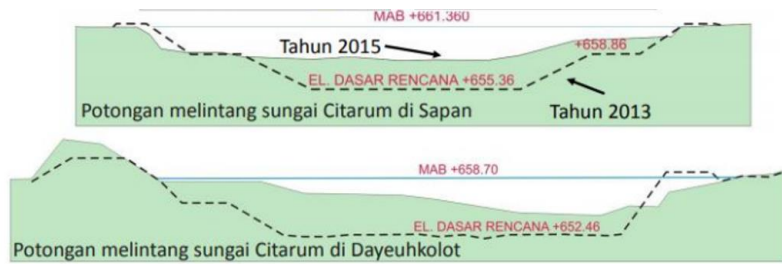 MAB +661.360
Tahun 2015
+658.86
EL. DASAR RENCANA +655.36
Potongan melintang sungai Citarum di Sapan
Tahun 2013
MAB +658.70
EL. DASAR RENCANA +652.46
Potongan melintang sungai Citarum di Dayeuhkolot